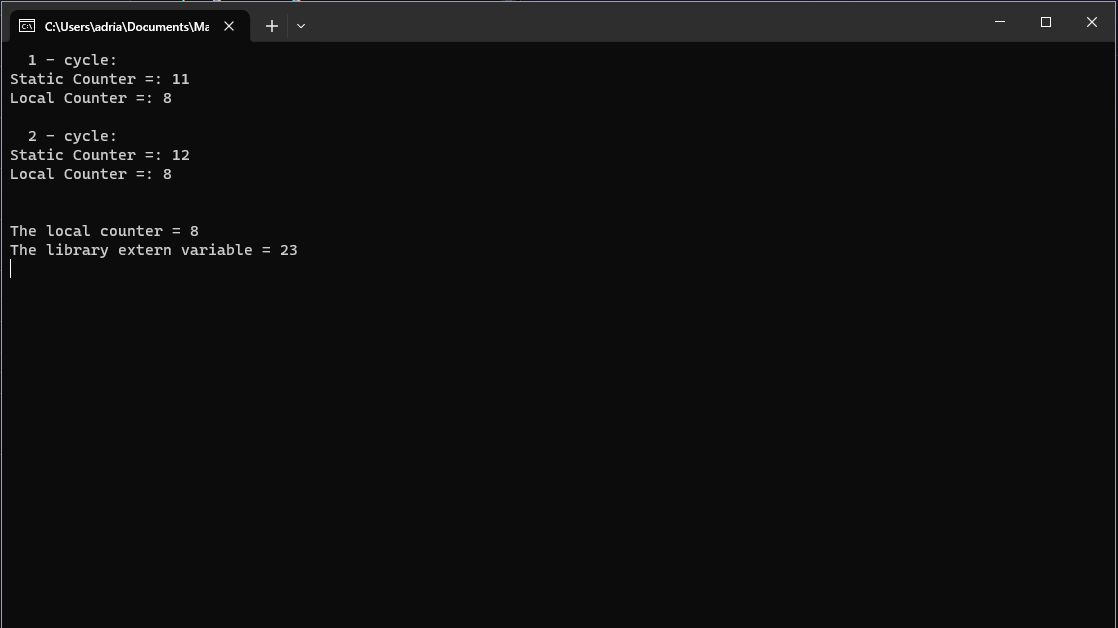 C:\Users\adria\Documents\Ma
1 - cycle:
Static Counter =: 11
Local Counter =: 8
2 - cycle:
Static Counter =: 12
Local Counter =: 8
The local counter = 8
The library extern variable = 23